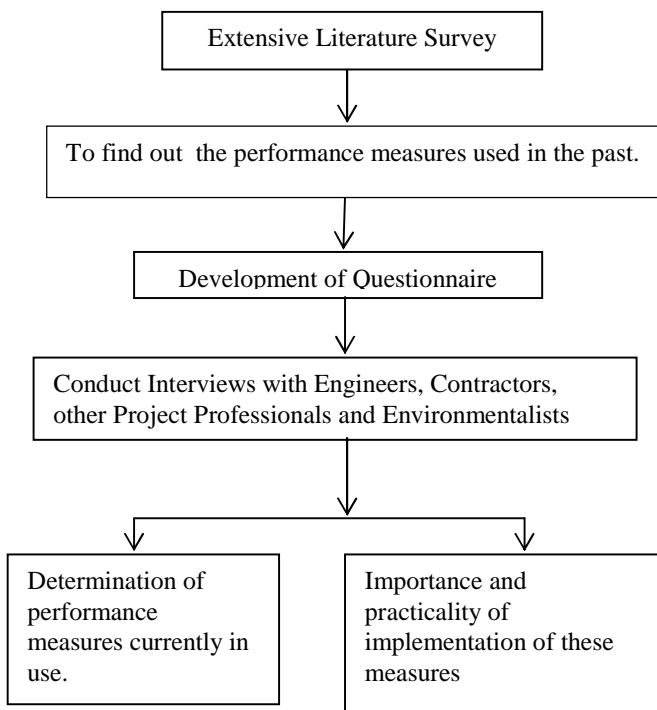 Extensive Literature Survey
To find out  the performance measures used in the past.
Development of Questionnaire
Conduct Interviews with Engineers, Contractors,
other Project Professionals and Environmentalists
Determination of
performance
measures currently in
use.
Importance and
practicality of
implementation of these
measures